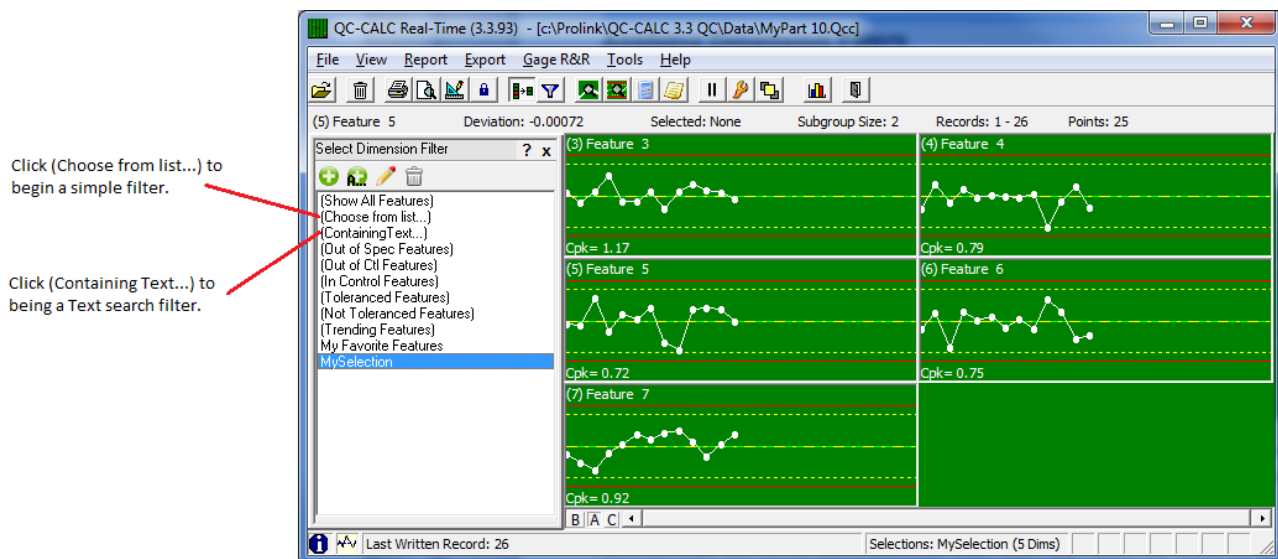 QC-CALC Real-Time (3.3.93) - [c:\Prolink\QC-CALC 3.3 QC\Data\MyPart 10.Qcc]
File View Report Export Gage R&R Tools Help
(5) Feature 5 Deviation: -0.00072 Selected: None Subgroup Size: 2 Records: 1 - 26 Points: 25
Click (Choose from list...) to
begin a simple filter.
Click (Containing Text...) to
being a Text search filter.
Select Dimension Filter ? x
A...
(Show All Features)
(Choose from list...)
(ContainingText...)
(Out of Spec Features)
(Out of Ctl Features)
(In Control Features)
(Toleranced Features)
(Not Toleranced Features)
(Trending Features)
My Favorite Features
MySelection
(3) Feature 3
Cpk= 1.17
(4) Feature 4
Cpk= 0.79
(5) Feature 5
Cpk= 0.72
(6) Feature 6
Cpk= 0.75
(7) Feature 7
Cpk= 0.92
B A C
Last Written Record: 26 Selections: MySelection (5 Dims)